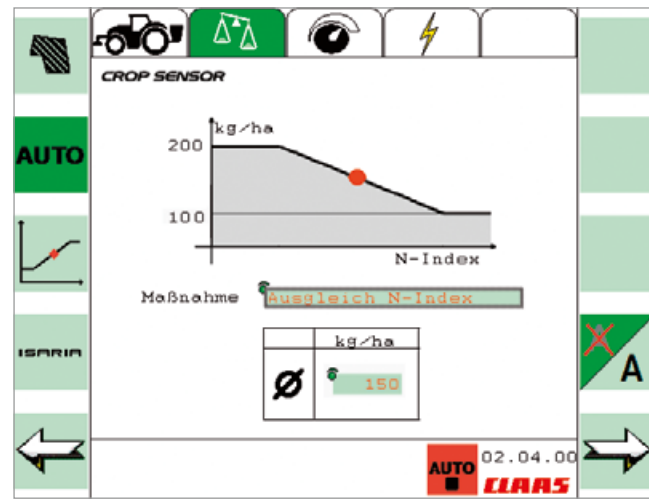 CROP SENSOR
kg/ha
200
AUTO
100
N-Index
Maßnahme Ausgleich N-Index
ISARIA
kg/ha
Ø 150
A
AUTO 02.04.00
CLAAS